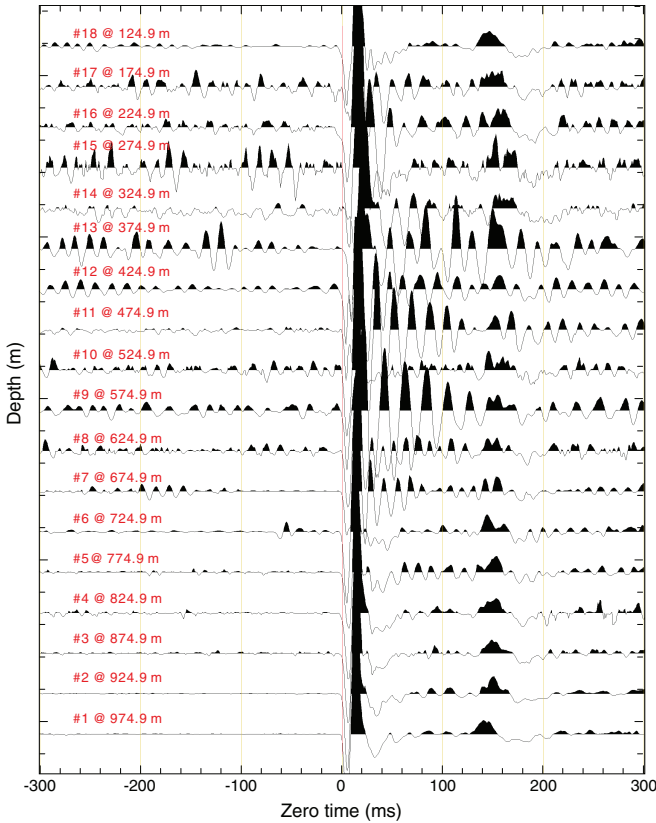 #18 @ 124.9 m
#17 @ 174.9 m
#16 @ 224.9 m
#15 @ 274.9 m
#14 @ 324.9 m
#13 @ 374.9 m
#12 @ 424.9 m
#11 @ 474.9 m
#10 @ 524.9 m
#9 @ 574.9 m
#8 @ 624.9 m
#7 @ 674.9 m
#6 @ 724.9 m
#5@ 774.9 m
#4 @ 824.9 m
#3 @ 874.9 m
#2 @ 924.9 m
#1 @ 974.9 m
Depth (m)
-300 -200 -100 0 100 200 300
Zero time (ms)